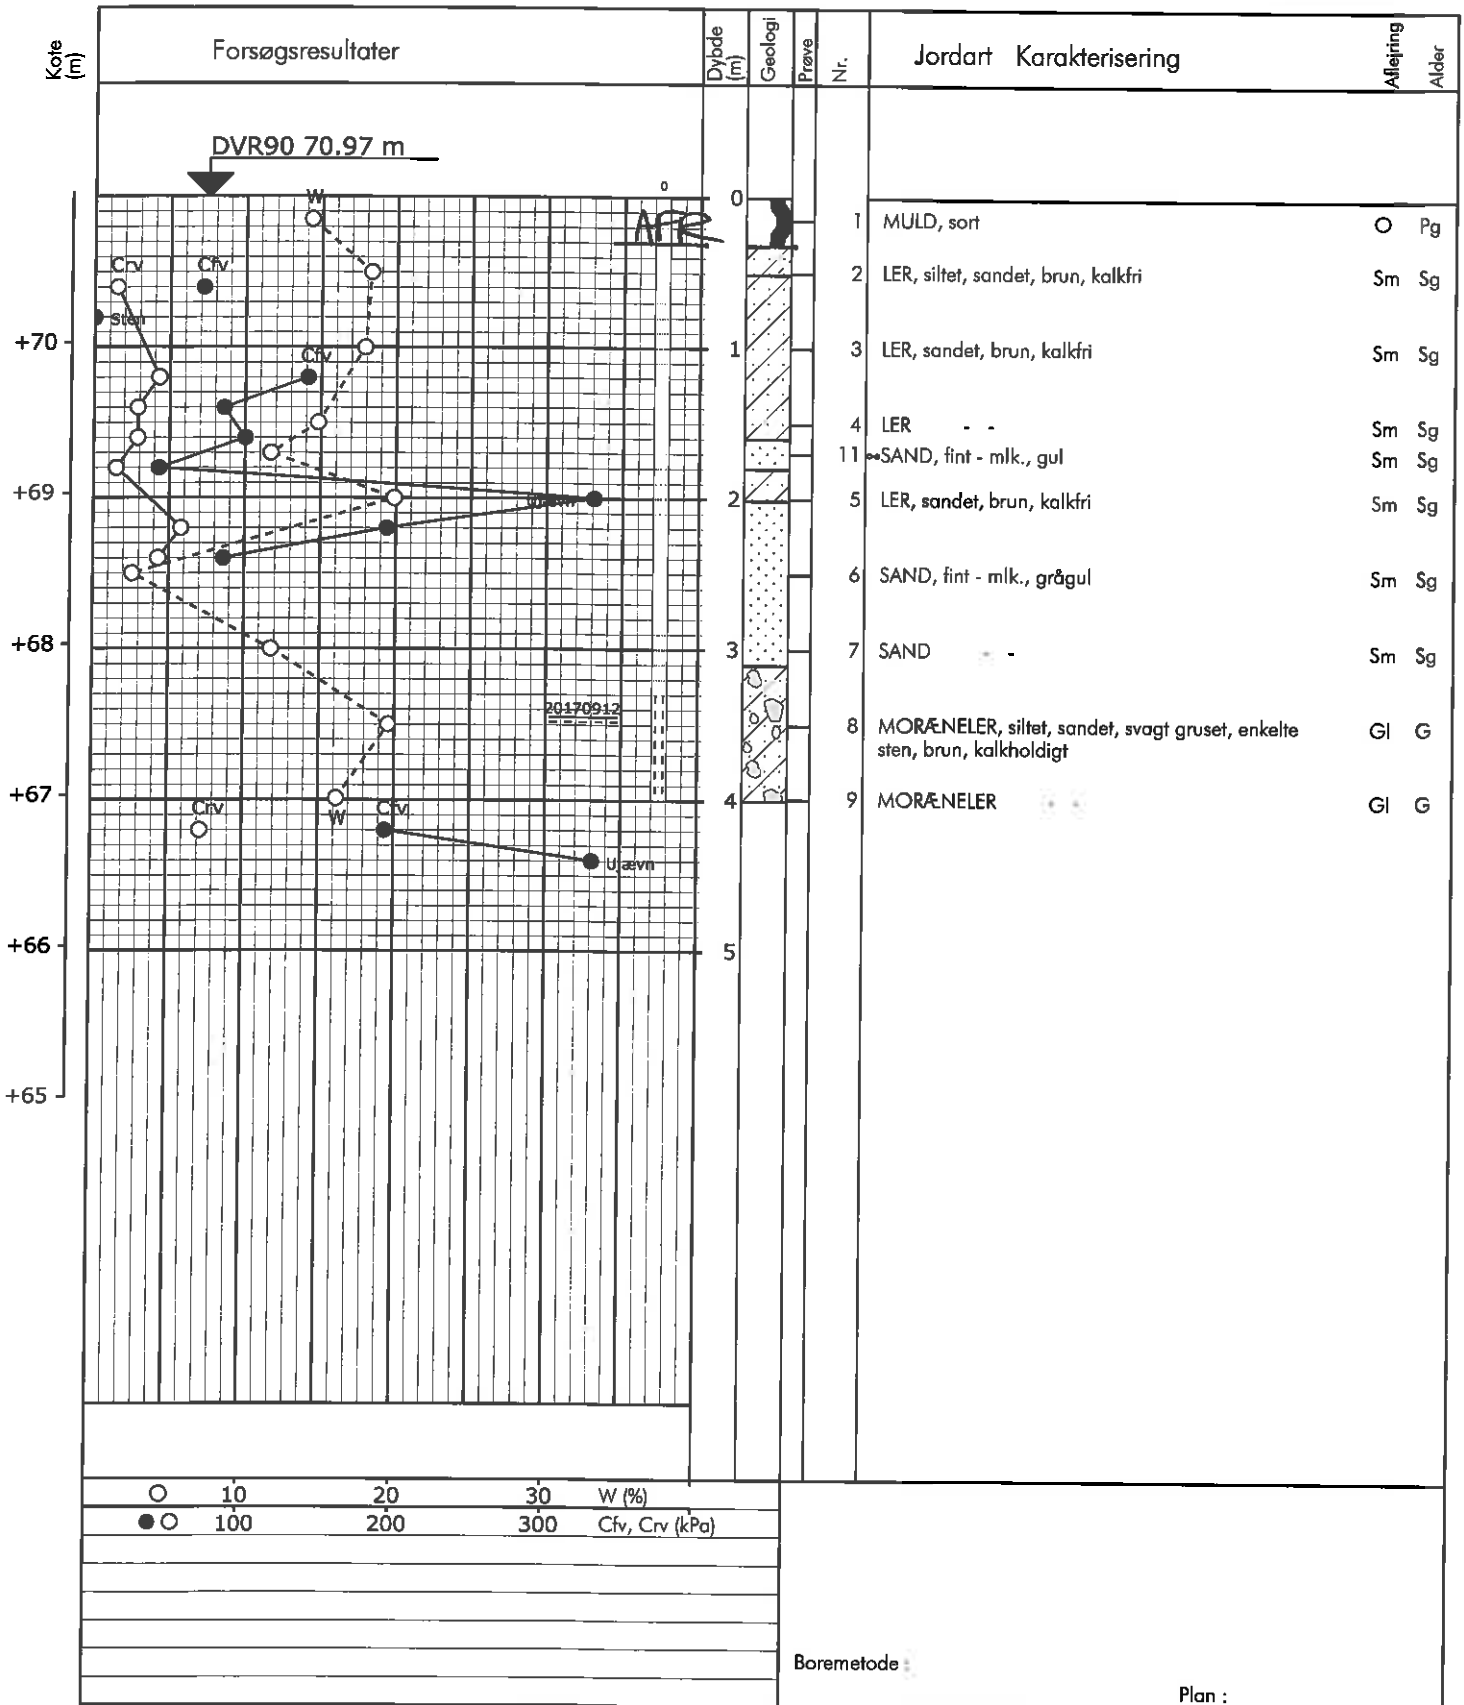 Kote (m)
Forsøgsresultater
Dybde (m)
Geologi
Prøve
Nr.
Jordart Karakterisering
Aflejring
Alder
DVR90 70.97 m
W
0
0
1 MULD, sort O Pg
Crv Cfv
2 LER, siltet, sandet, brun, kalkfri Sm Sg
Sten
+70
Cfv
1
3 LER, sandet, brun, kalkfri Sm Sg
4 LER - - Sm Sg
11 SAND, fint - mlk., gul Sm Sg
+69
2
5 LER, sandet, brun, kalkfri Sm Sg
6 SAND, fint - mlk., grågul Sm Sg
+68
3
7 SAND - - Sm Sg
20170912
8 MORÆNELER, siltet, sandet, svagt gruset, enkelte Gl G
sten, brun, kalkholdigt
+67
Crv W Cfv
4
9 MORÆNELER Gl G
Ujævn
+66
5
+65
10 20 30 W (%)
100 200 300 Cfv, Crv (kPa)
Boremetode :
Plan :